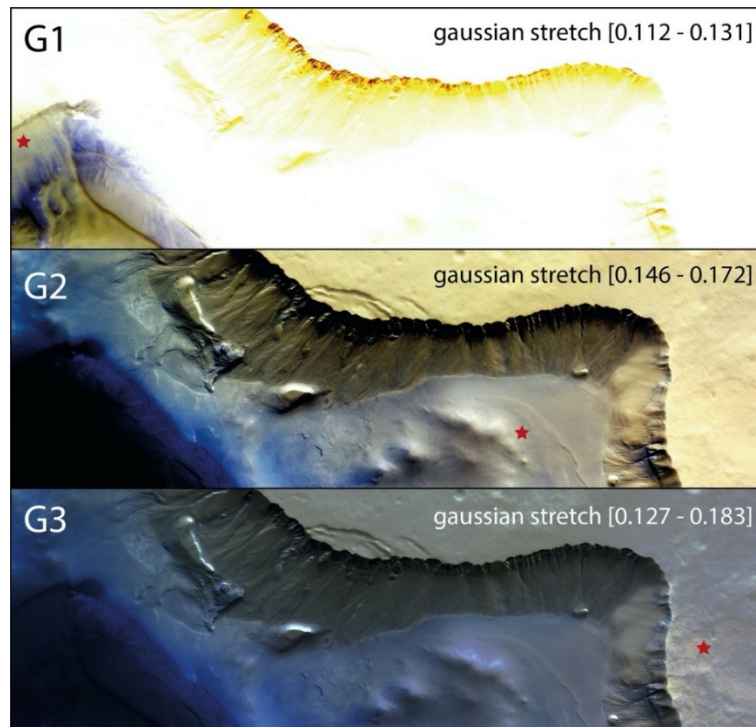 G1
gaussian stretch [0.112 - 0.131]
G2
gaussian stretch [0.146 - 0.172]
G3
gaussian stretch [0.127 - 0.183]